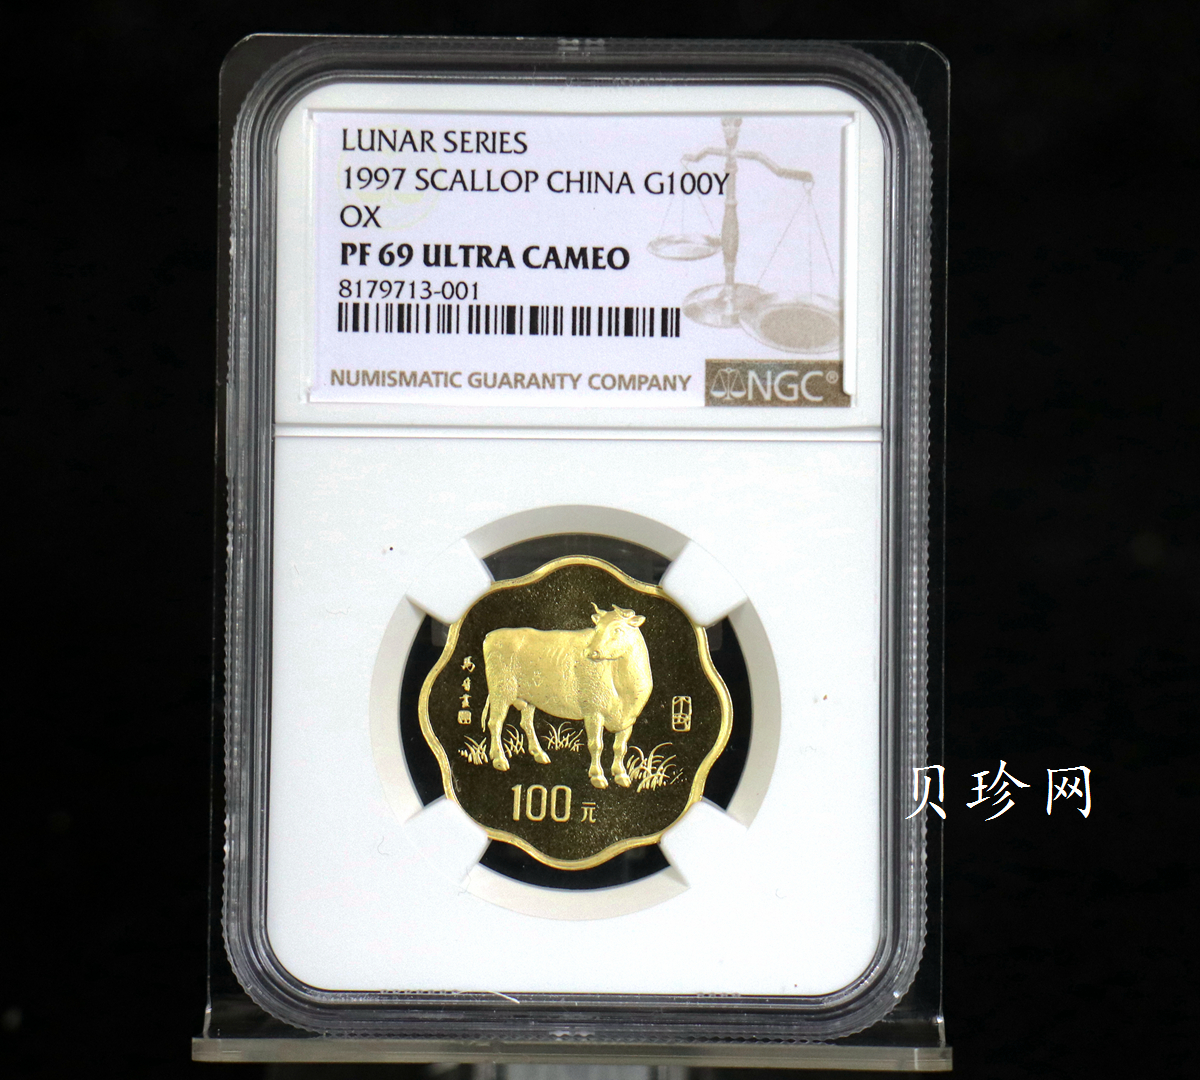 LUNAR SERIES
1997 SCALLOP CHINA G100Y
OX
PF 69 ULTRA CAMEO
8179713-001
NUMISMATIC GUARANTY COMPANY
NGC®
100元
贝珍网